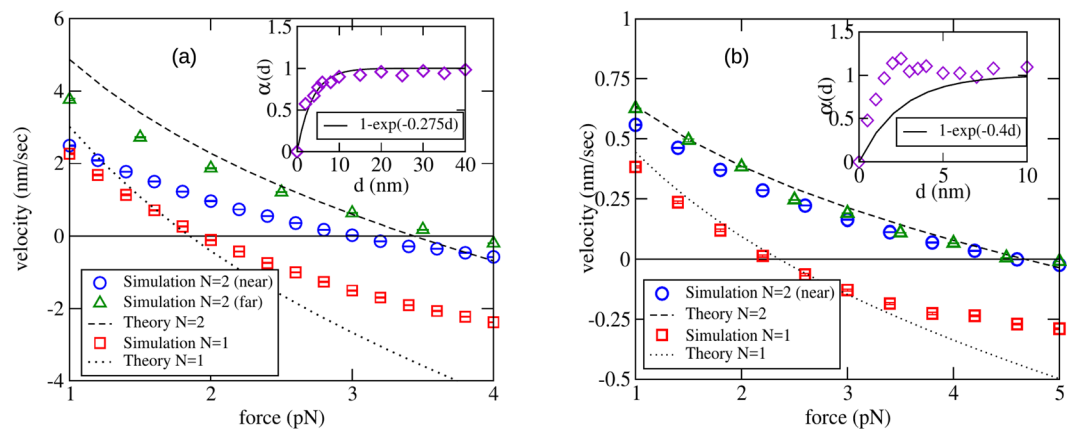 6
4
2
0
-2
-4
velocity (nm/sec)
(a)
1
2
3
4
force (pN)
Simulation N=2 (near)
Simulation N=2 (far)
Theory N=2
Simulation N=1
Theory N=1
1.5
1
0.5
0
α(d)
1-exp(-0.275d)
0
10
20
30
40
d (nm)
1
0.75
0.5
0.25
0
-0.25
-0.5
velocity (nm/sec)
(b)
1
2
3
4
5
force (pN)
Simulation N=2 (near)
Theory N=2
Simulation N=1
Theory N=1
1.5
1
0.5
0
α(d)
1-exp(-0.4d)
0
5
10
d (nm)